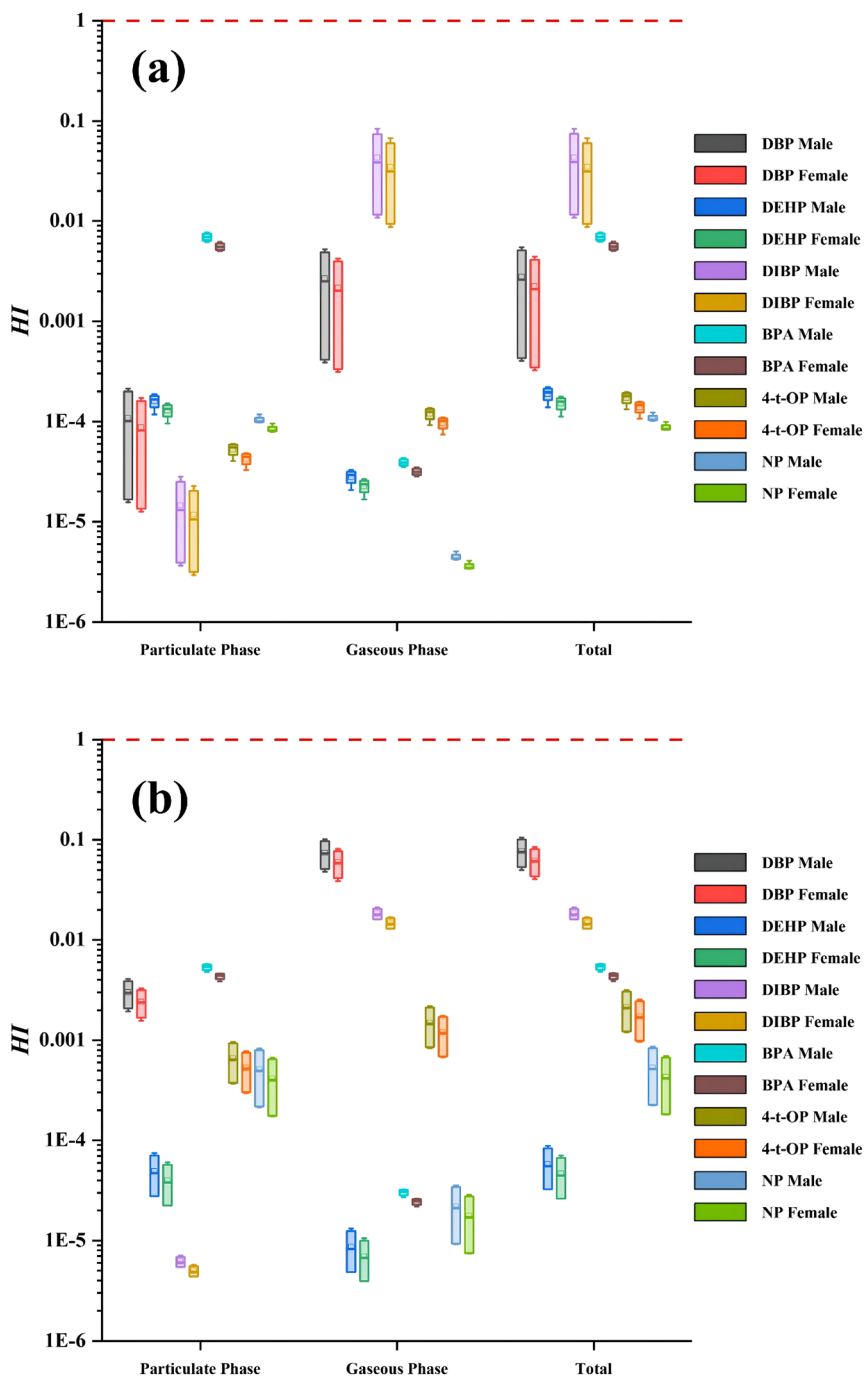 1
(a)
0.1
DBP Male
DBP Female
0.01
DEHP Male
DEHP Female
DIBP Male
HI
0.001
DIBP Female
BPA Male
BPA Female
1E-4
4-t-OP Male
4-t-OP Female
NP Male
1E-5
NP Female
1E-6
Particulate Phase Gaseous Phase Total
1
(b)
0.1
DBP Male
DBP Female
0.01
DEHP Male
DEHP Female
DIBP Male
HI
0.001
DIBP Female
BPA Male
BPA Female
1E-4
4-t-OP Male
4-t-OP Female
NP Male
1E-5
NP Female
1E-6
Particulate Phase Gaseous Phase Total